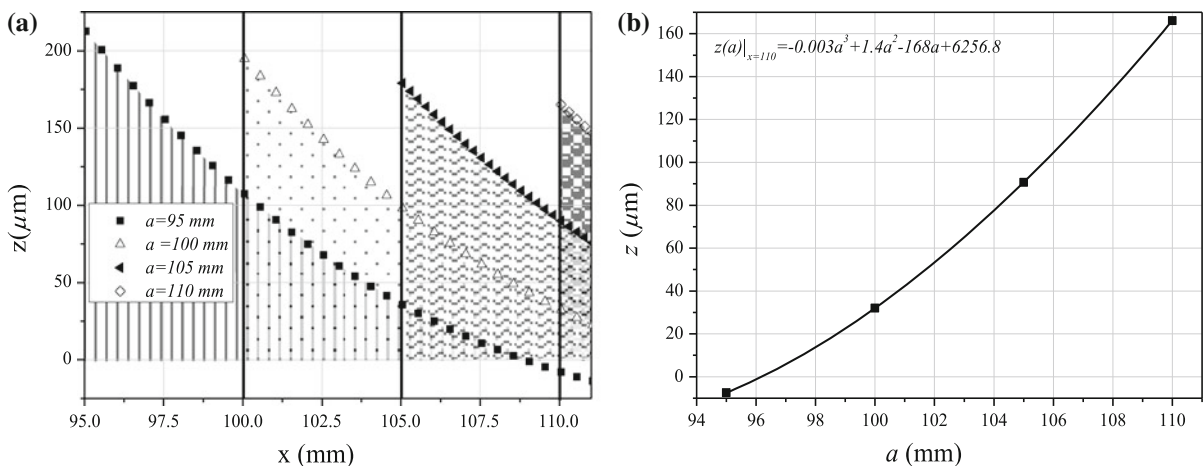 (a)
200
150
100
50
0
z(μm)
a=95 mm
a =100 mm
a=105 mm
a=110 mm
95.0 97.5 100.0 102.5 105.0 107.5 110.0
x (mm)
(b)
160
140
120
100
80
60
40
20
0
z (μm)
z(a)|x=110=-0.003a³+1.4a²-168a+6256.8
94 96 98 100 102 104 106 108 110
a (mm)